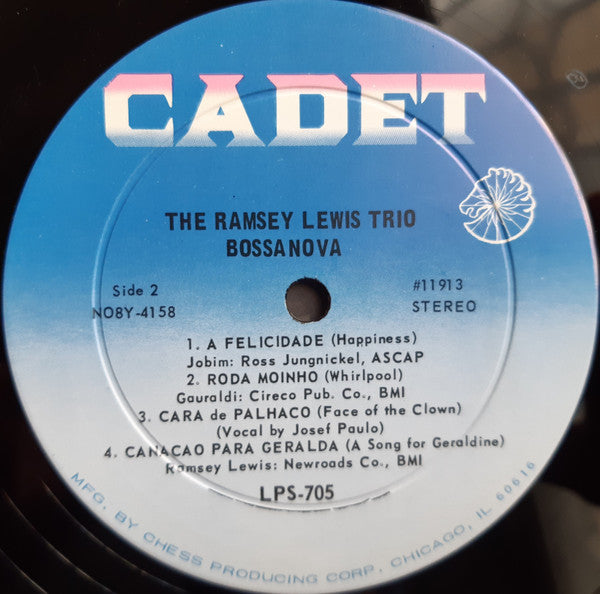 CADET
THE RAMSEY LEWIS TRIO
BOSSANOVA
Side 2
NO8Y-4158
#11913
STEREO
1. A FELICIDADE (Happiness)
Jobim: Ross Jungnickel, ASCAP
2. RODA MOINHO (Whirlpool)
Gauraldi: Cireco Pub. Co., BMI
3. CARA de PALHACO (Face of the Clown)
(Vocal by Josef Paulo)
4. CANACAO PARA GERALDA (A Song for Geraldine)
Ramsey Lewis: Newroads Co., BMI
LPS-705
MFG. BY CHESS PRODUCING CORP., CHICAGO, IL 60616